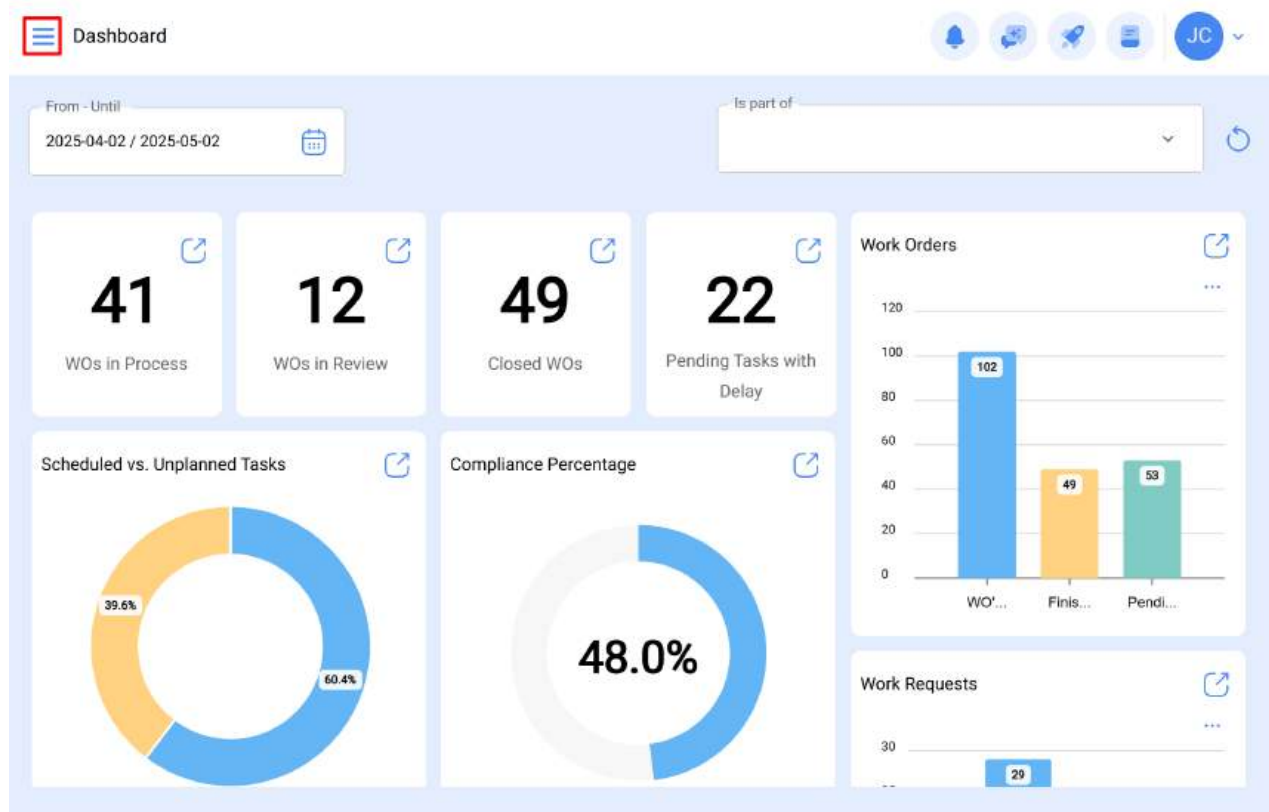 Dashboard
JC
From - Until
2025-04-02 / 2025-05-02
Is part of
41
WOs in Process
12
WOs in Review
49
Closed WOs
22
Pending Tasks with
Delay
Work Orders
...
120
100
80
60
40
20
0
102
49
53
WO'...
Finis...
Pendi...
Scheduled vs. Unplanned Tasks
39.6%
60.4%
Compliance Percentage
48.0%
Work Requests
...
30
29